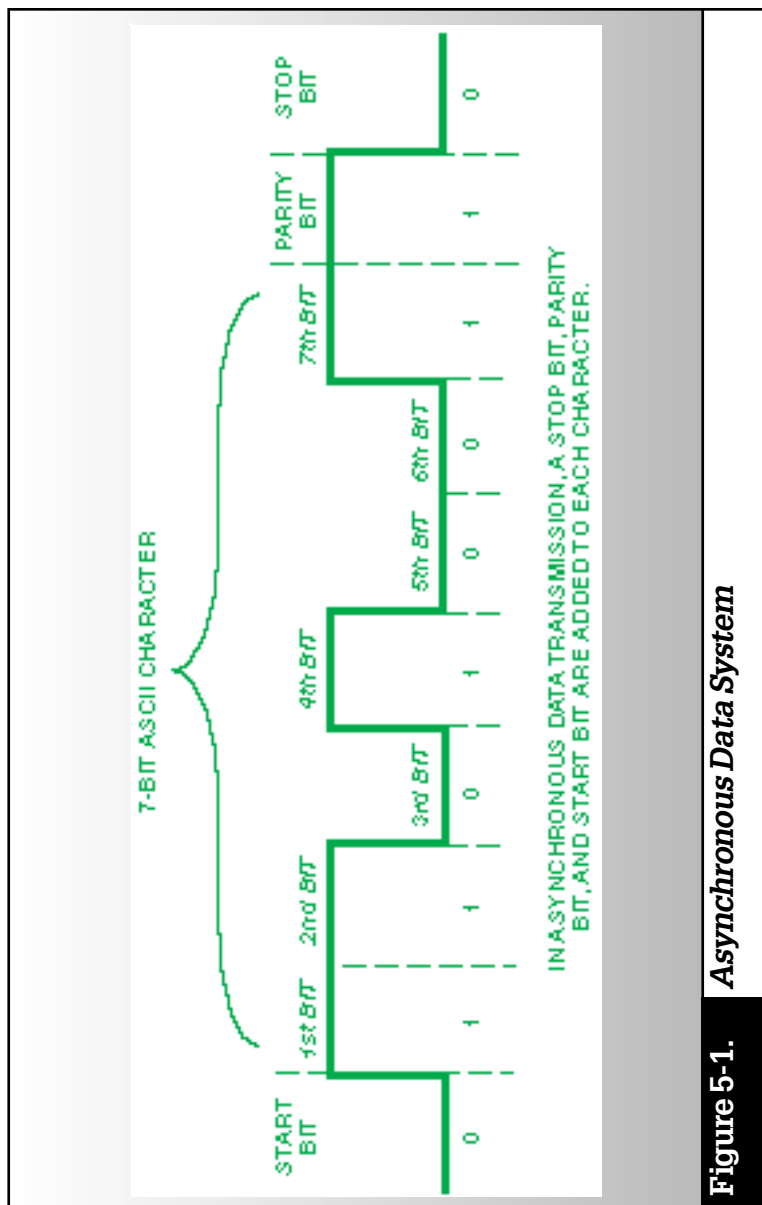 7-BIT ASCII CHARACTER
START BIT
1st BIT
2nd BIT
3rd BIT
4th BIT
5th BIT
6th BIT
7th BIT
PARITY BIT
STOP BIT
0 1 1 0 1 0 0 1 1 0
IN ASYNCHRONOUS DATA TRANSMISSION, A STOP BIT, PARITY
BIT, AND START BIT ARE ADDED TO EACH CHARACTER.
Figure 5-1. Asynchronous Data System